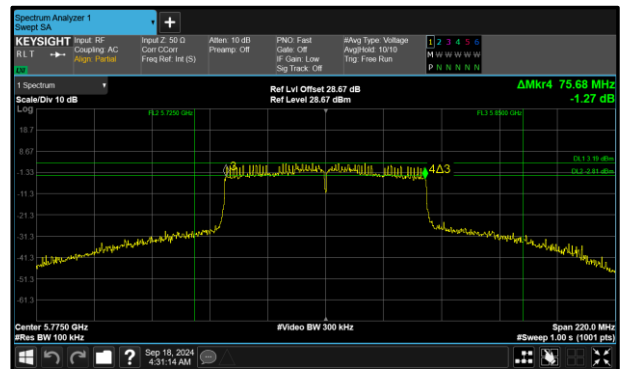 Spectrum Analyzer 1
Swept SA
+
KEYSIGHT
RLT
LNI
Input: RF
Coupling: AC
Align: Partial
Input Z: 50 Ω
Corr CCorr
Freq Ref: Int (S)
Atten: 10 dB
Preamp: Off
PNO: Fast
Gate: Off
IF Gain: Low
Sig Track: Off
#Avg Type: Voltage
Avg|Hold: 10/10
Trig: Free Run
1 2 3 4 5 6
M W W W W W
P N N N N N
1 Spectrum
Scale/Div 10 dB
Log
Ref Lvl Offset 28.67 dB
Ref Level 28.67 dBm
ΔMkr4 75.68 MHz
-1.27 dB
FL2 5.7250 GHz
FL3 5.8500 GHz
18.7
8.67
-1.33
-11.3
-21.3
-31.3
-41.3
-51.3
-61.3
3
4Δ3
DL1 3.19 dBm
DL2 -2.81 dBm
Center 5.7750 GHz
#Res BW 100 kHz
#Video BW 300 kHz
Span 220.0 MHz
#Sweep 1.00 s (1001 pts)
?
Sep 18, 2024
4:31:14 AM